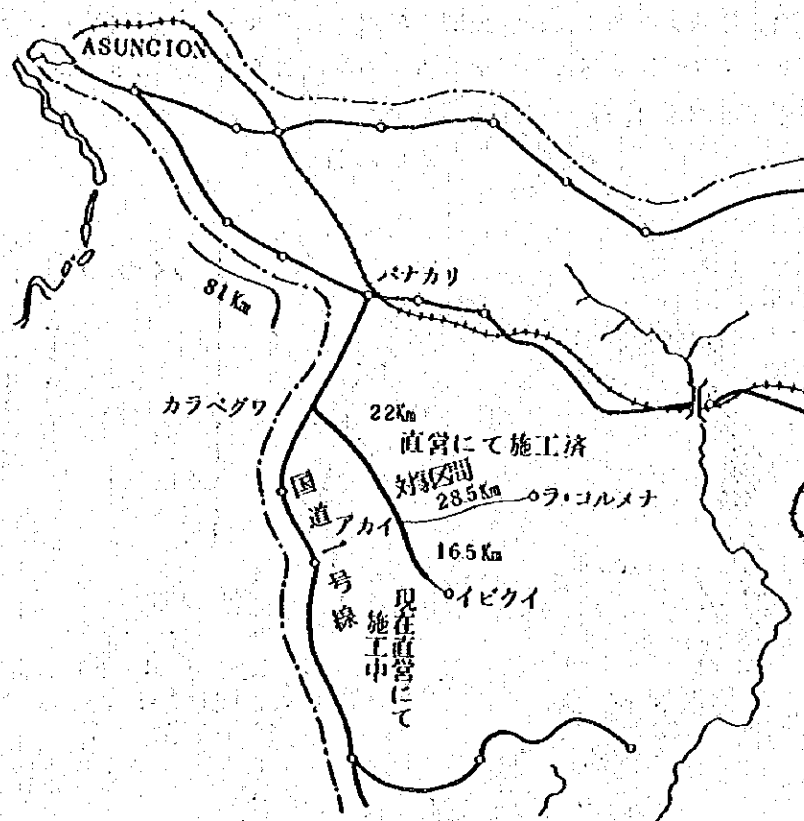 ASUNCION
パナカリ
81Km
カラペグワ
22Km
直営にて施工済
対象区間
28.5Km
ラ・コルメナ
アカイ
16.5Km
イビクイ
国道一号線
現在直営にて
施工中